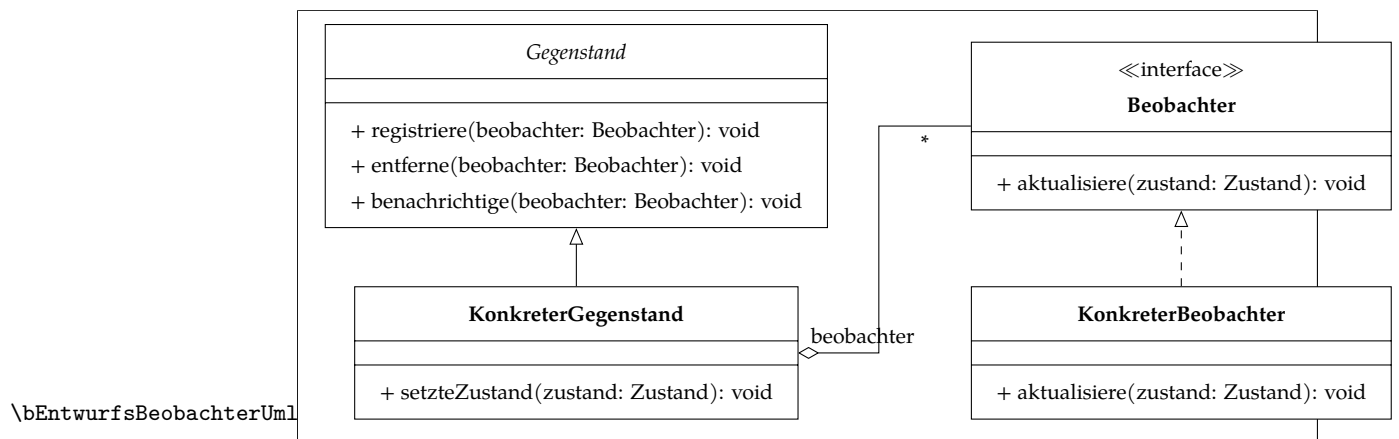 Gegenstand
+ registriere(beobachter: Beobachter): void
+ entferne(beobachter: Beobachter): void
+ benachrichtige(beobachter: Beobachter): void
≪interface≫
Beobachter
+ aktualisiere(zustand: Zustand): void
*
KonkreterGegenstand
+ setzteZustand(zustand: Zustand): void
beobachter
KonkreterBeobachter
+ aktualisiere(zustand: Zustand): void
\bEntwurfsBeobachterUml